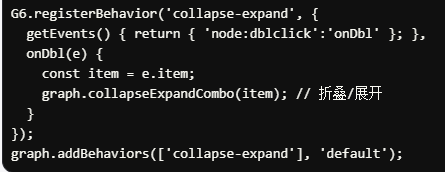 G6.registerBehavior('collapse-expand', {
  getEvents() { return { 'node:dblclick':'onDbl' }; },
  onDbl(e) {
    const item = e.item;
    graph.collapseExpandCombo(item); // 折叠/展开
  }
});
graph.addBehaviors(['collapse-expand'], 'default');